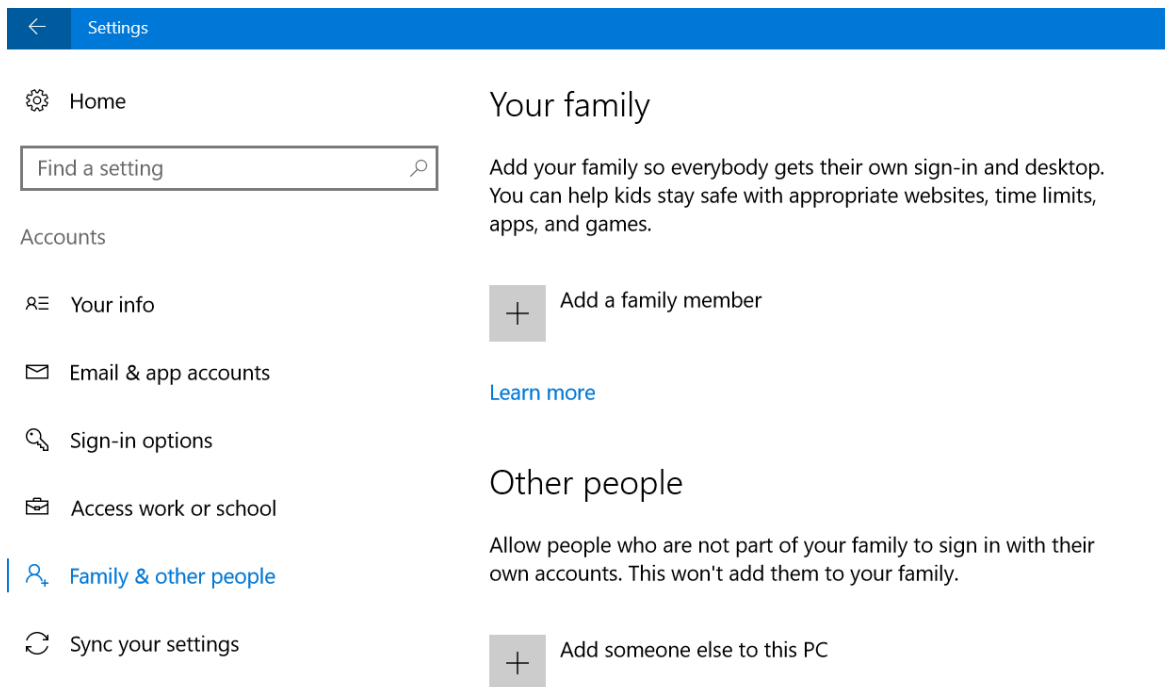 Settings
Home
Find a setting
Accounts
Your info
Email & app accounts
Sign-in options
Access work or school
Family & other people
Sync your settings
Your family
Add your family so everybody gets their own sign-in and desktop.
You can help kids stay safe with appropriate websites, time limits,
apps, and games.
Add a family member
Learn more
Other people
Allow people who are not part of your family to sign in with their
own accounts. This won't add them to your family.
Add someone else to this PC